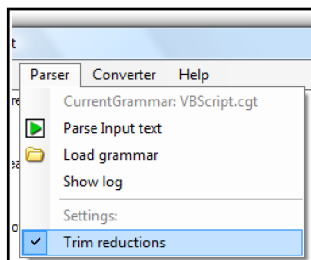 Parser Converter Help
CurrentGrammar: VBScript.cgt
Parse Input text
Load grammar
Show log
Settings:
Trim reductions